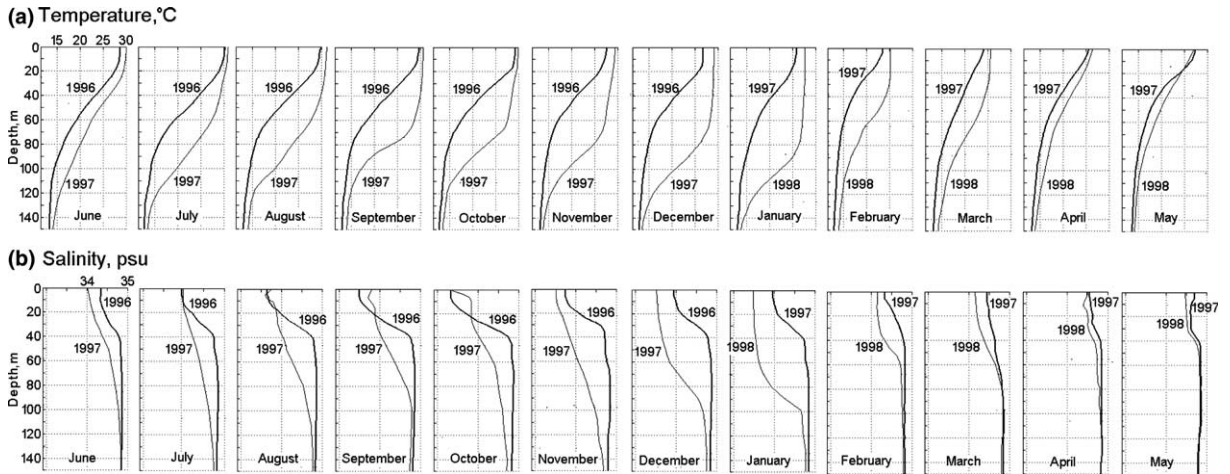 (a) Temperature,°C
15 20 25 30
0
20
40
60
80
100
120
140
Depth,m
1996 1996 1996 1996 1996 1996 1996 1996 1997 1997 1997 1997
1997 1997 1997 1997 1997 1997 1997 1998 1998 1998 1998 1998
June July August September October November December January February March April May
(b) Salinity, psu
34 35
0
20
40
60
80
100
120
140
Depth,m
1996 1996 1996 1996 1996 1996 1996 1997 1997 1997 1997 1997
1997 1997 1997 1997 1997 1997 1997 1998 1998 1998 1998 1998
June July August September October November December January February March April May